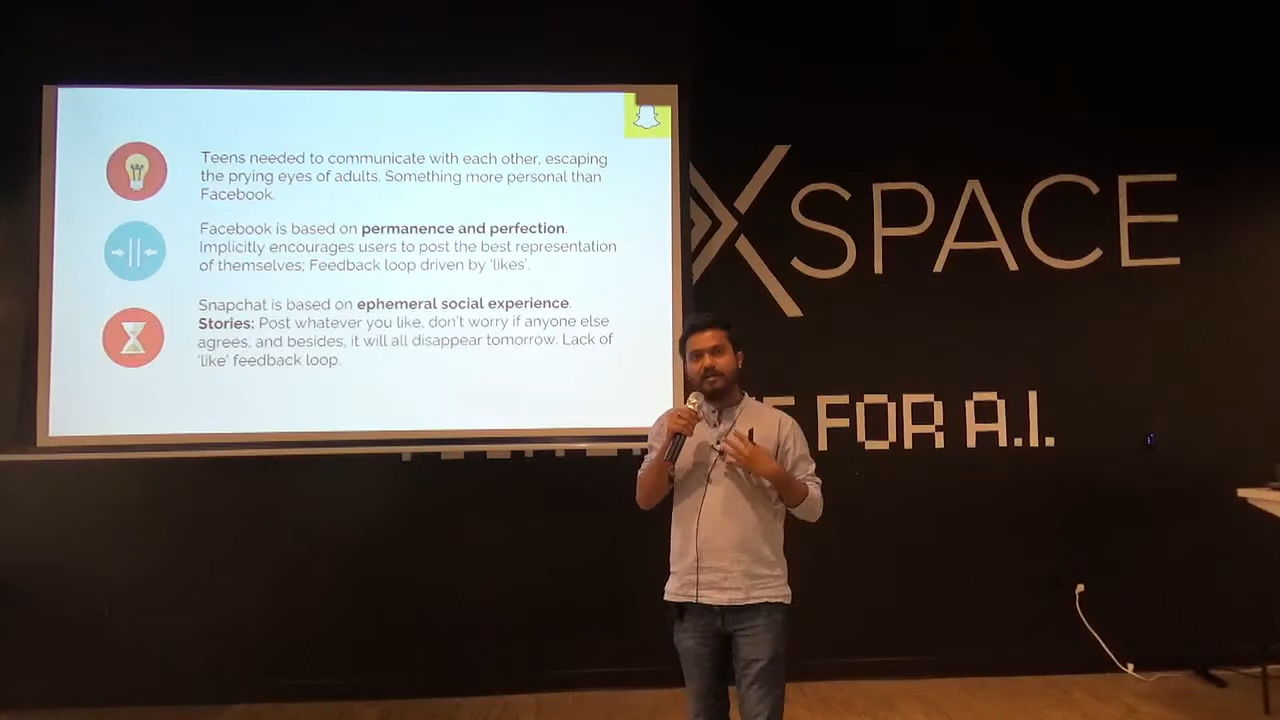 Teens needed to communicate with each other, escaping
the prying eyes of adults. Something more personal than
Facebook.
Facebook is based on permanence and perfection.
Implicitly encourages users to post the best representation
of themselves; Feedback loop driven by 'likes'.
Snapchat is based on ephemeral social experience.
Stories: Post whatever you like, don't worry if anyone else
agrees, and besides, it will all disappear tomorrow. Lack of
'like' feedback loop.
XSPACE
FOR A.I.